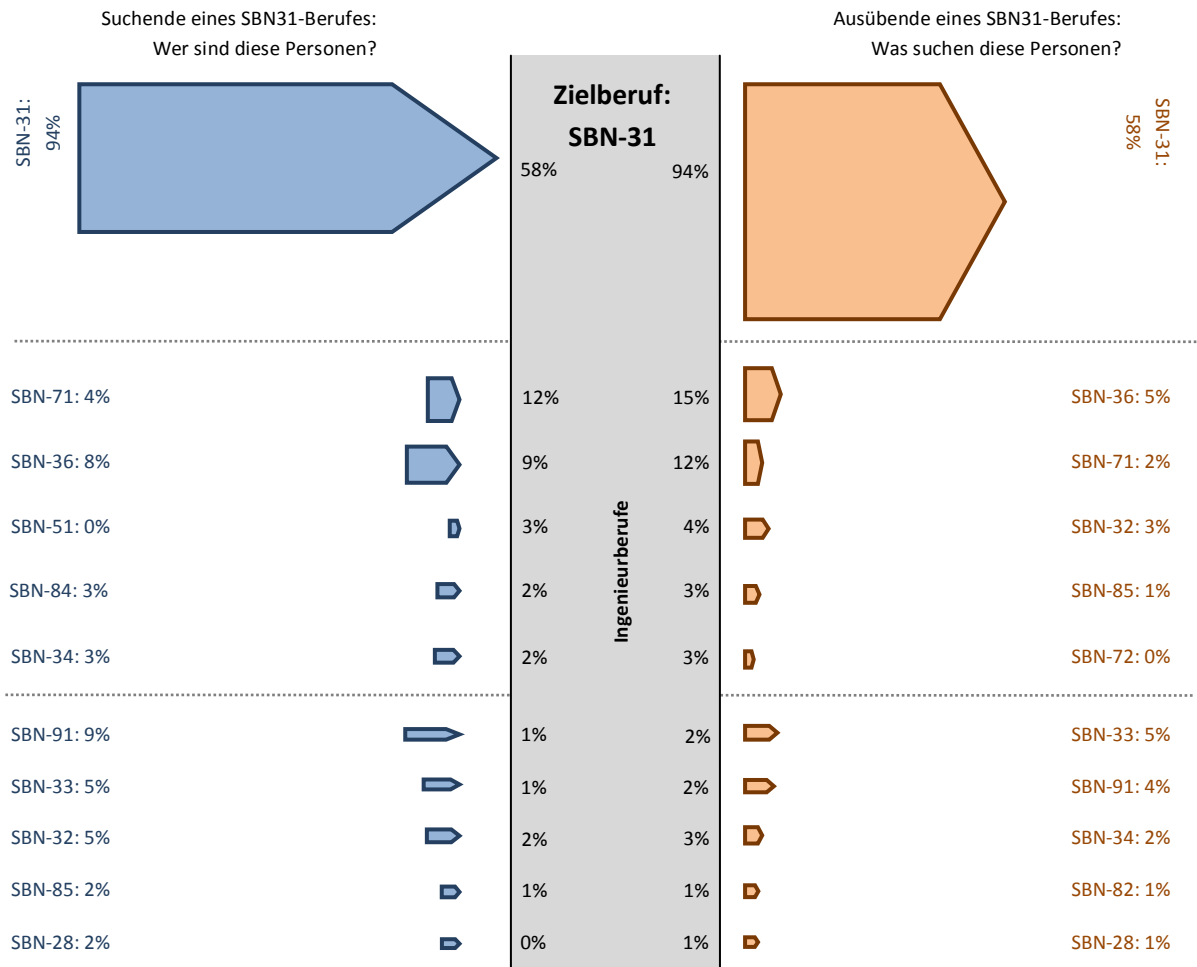 Suchende eines SBN31-Berufes:
Wer sind diese Personen?
Ausübende eines SBN31-Berufes:
Was suchen diese Personen?
SBN-31:
94%
Zielberuf:
SBN-31
58% 94%
SBN-31:
58%
SBN-71: 4% 12% 15% SBN-36: 5%
SBN-36: 8% 9% 12% SBN-71: 2%
SBN-51: 0% 3% 4% SBN-32: 3%
SBN-84: 3% 2% 3% SBN-85: 1%
SBN-34: 3% 2% 3% SBN-72: 0%
Ingenieurberufe
SBN-91: 9% 1% 2% SBN-33: 5%
SBN-33: 5% 1% 2% SBN-91: 4%
SBN-32: 5% 2% 3% SBN-34: 2%
SBN-85: 2% 1% 1% SBN-82: 1%
SBN-28: 2% 0% 1% SBN-28: 1%